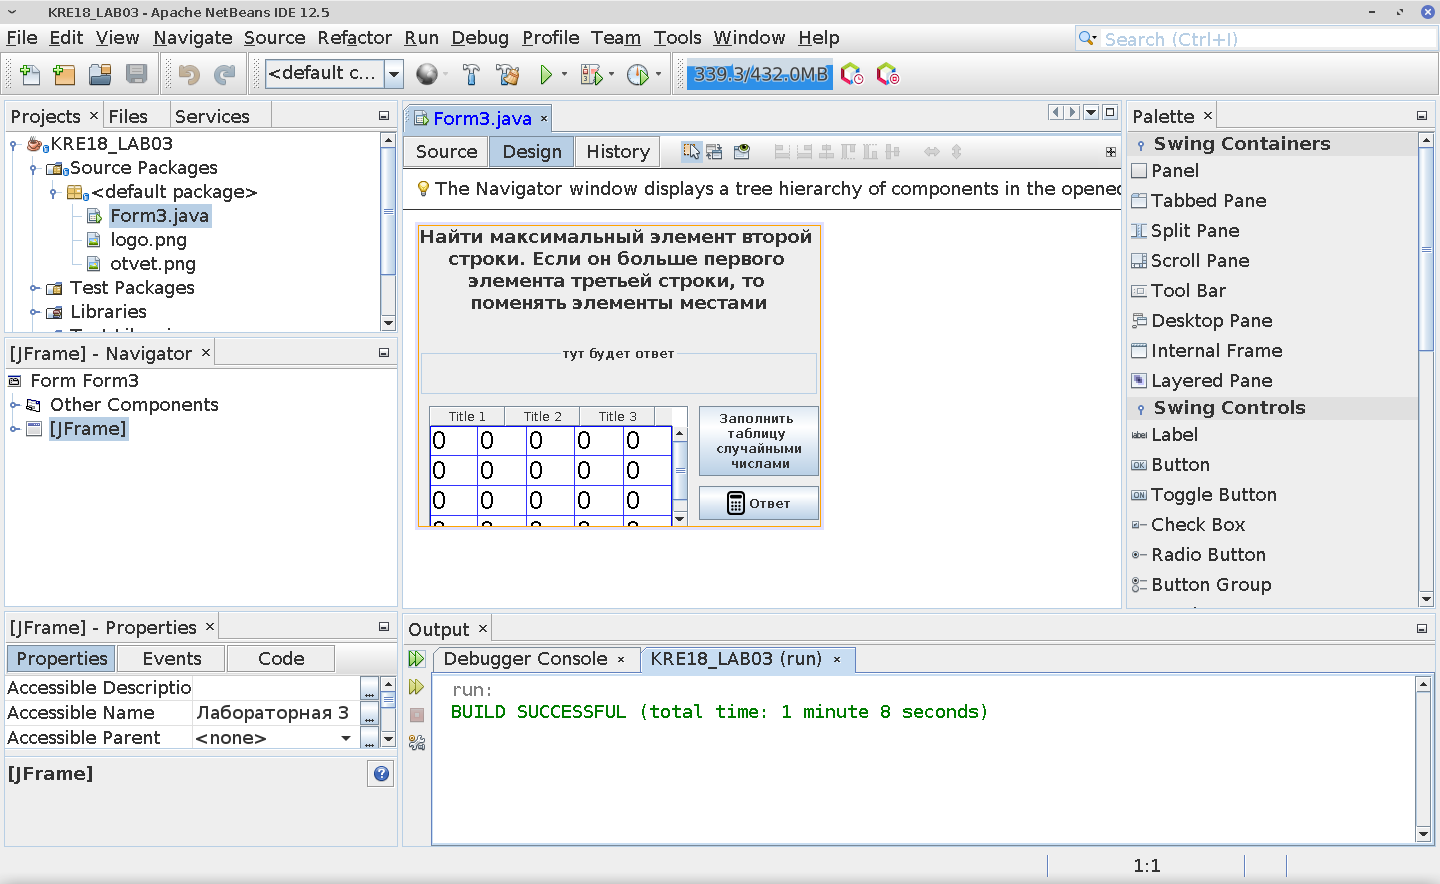 KRE18_LAB03 - Apache NetBeans IDE 12.5
File Edit View Navigate Source Refactor Run Debug Profile Team Tools Window Help
Search (Ctrl+I)
<default c...
339.3/432.0MB
Projects Files Services
KRE18_LAB03
Source Packages
<default package>
Form3.java
logo.png
otvet.png
Test Packages
Libraries
[JFrame] - Navigator
Form Form3
Other Components
[JFrame]
[JFrame] - Properties
Properties Events Code
Accessible Descriptio
Accessible Name Лабораторная 3
Accessible Parent <none>
[JFrame]
Form3.java
Source Design History
The Navigator window displays a tree hierarchy of components in the opened
Найти максимальный элемент второй
строки. Если он больше первого
элемента третьей строки, то
поменять элементы местами
тут будет ответ
Title 1 Title 2 Title 3
0 0 0 0 0
0 0 0 0 0
0 0 0 0 0
Заполнить
таблицу
случайными
числами
Ответ
Palette
Swing Containers
Panel
Tabbed Pane
Split Pane
Scroll Pane
Tool Bar
Desktop Pane
Internal Frame
Layered Pane
Swing Controls
label Label
OK Button
ON Toggle Button
Check Box
Radio Button
Button Group
Output
Debugger Console KRE18_LAB03 (run)
run:
BUILD SUCCESSFUL (total time: 1 minute 8 seconds)
1:1